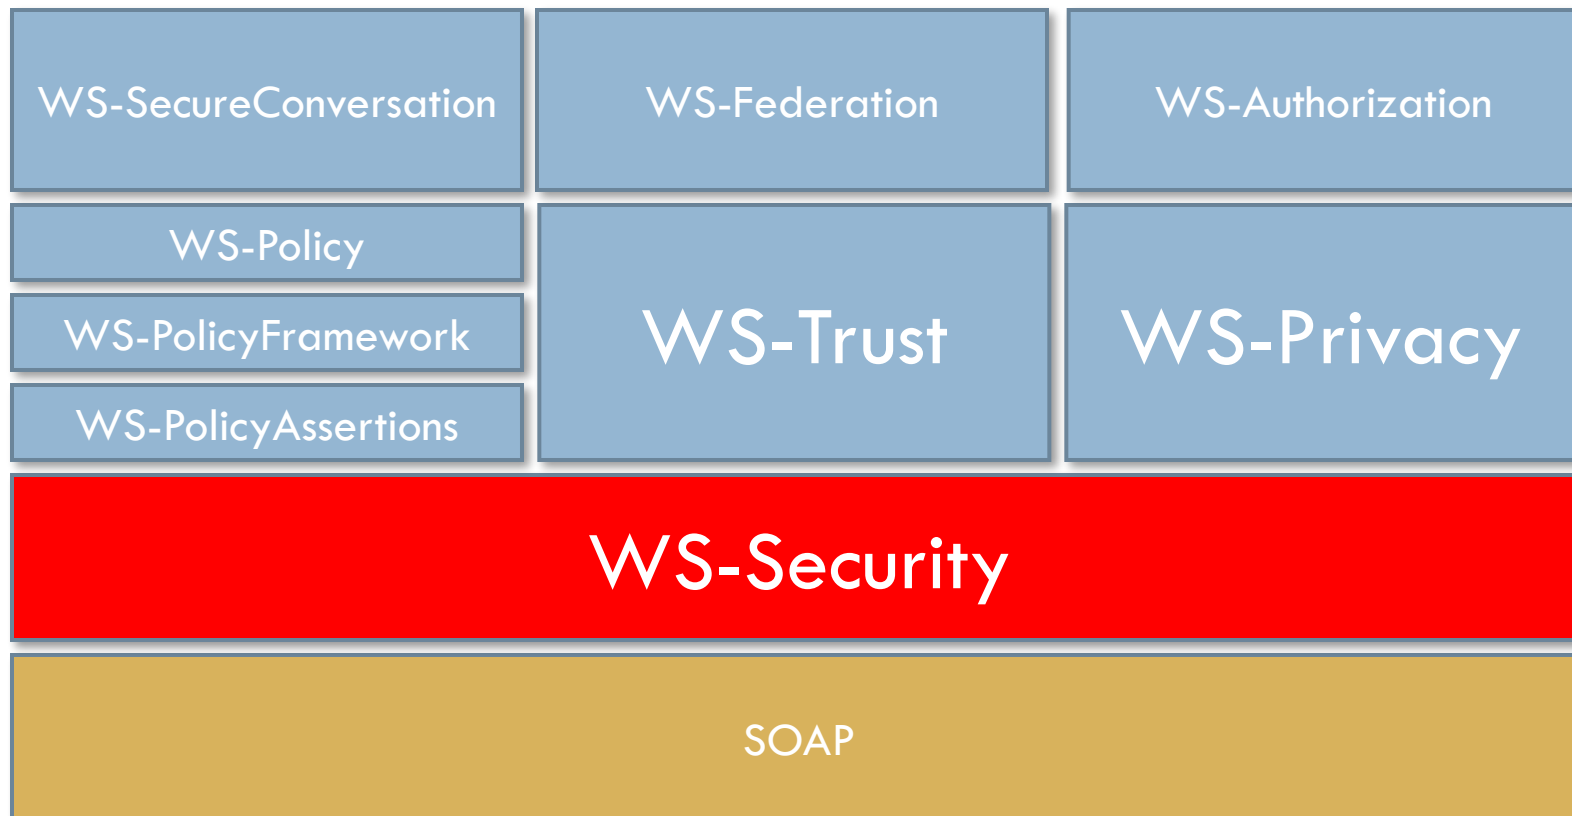 WS-SecureConversation
WS-Federation
WS-Authorization
WS-Policy
WS-PolicyFramework
WS-PolicyAssertions
WS-Trust
WS-Privacy
WS-Security
SOAP